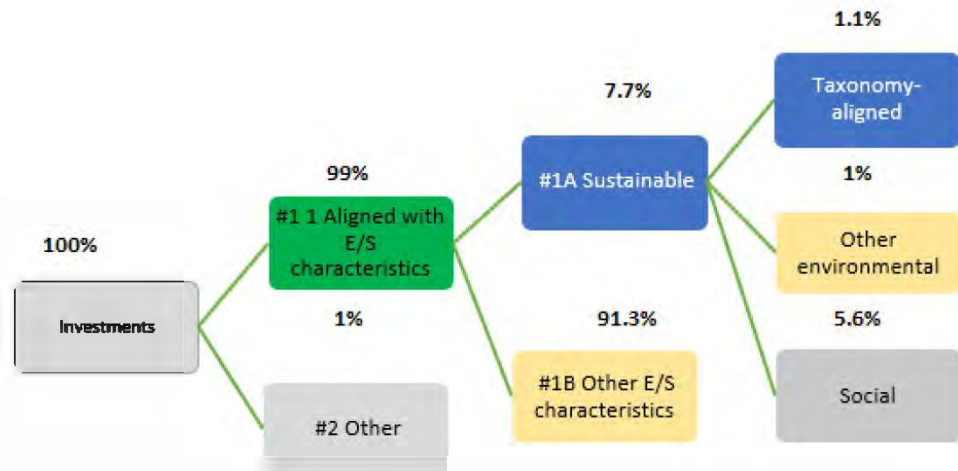 1.1%
Taxonomy-
aligned
7.7%
#1A Sustainable
99%
#1 1 Aligned with
E/S
characteristics
1%
Other
environmental
100%
Investments
1%
#2 Other
91.3%
#1B Other E/S
characteristics
5.6%
Social